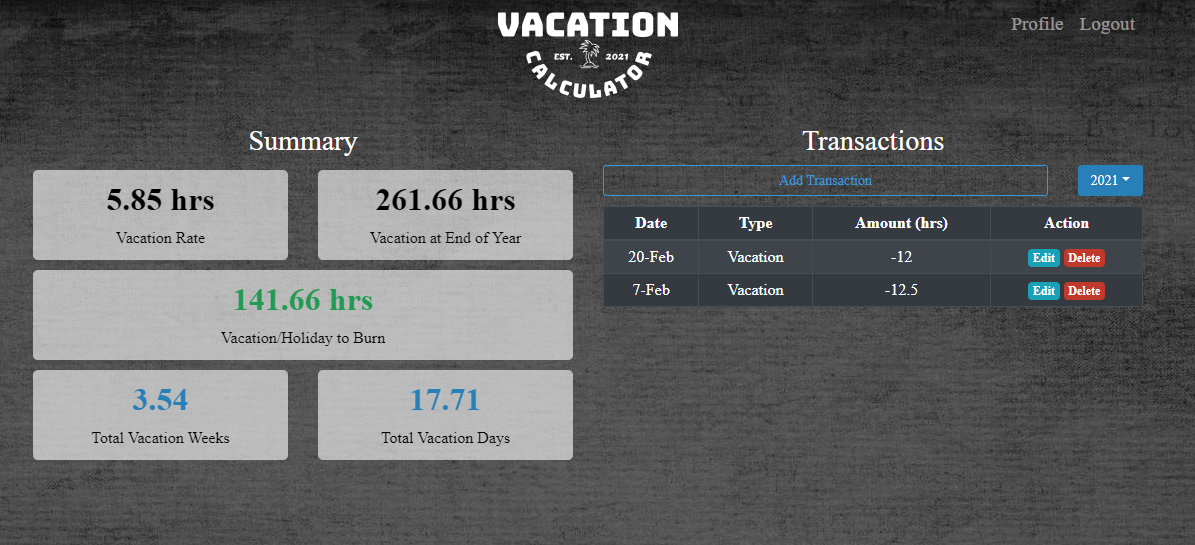 VACATION
EST. 2021
CALCULATOR
Profile Logout
Summary
5.85 hrs
Vacation Rate
261.66 hrs
Vacation at End of Year
141.66 hrs
Vacation/Holiday to Burn
3.54
Total Vacation Weeks
17.71
Total Vacation Days
Transactions
Add Transaction
2021
Date Type Amount (hrs) Action
20-Feb Vacation -12 Edit Delete
7-Feb Vacation -12.5 Edit Delete